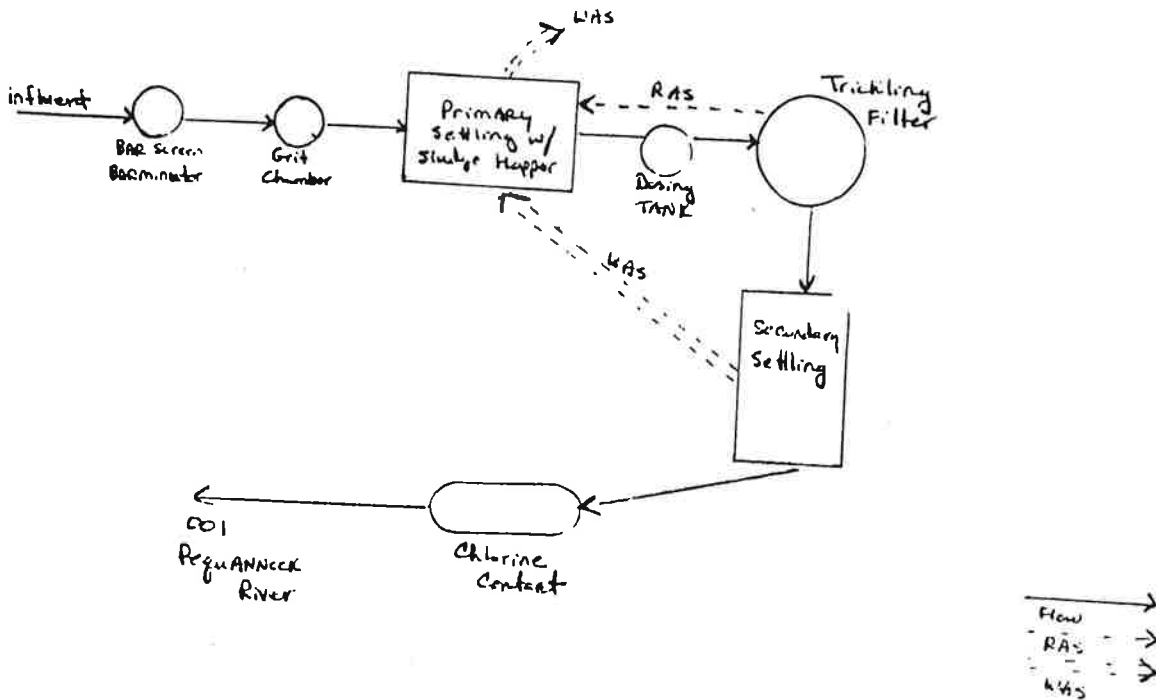 WAS
influent
BAR Screen
BARminutor
Grit
Chamber
PRimARy
Settling w/
Sludge Hopper
RAS
Dosing
TANK
Trickling
Filter
WAS
Secundary
Settling
001
PequANNOCK
River
Chlorine
Contact
Flow
RAS
WAS